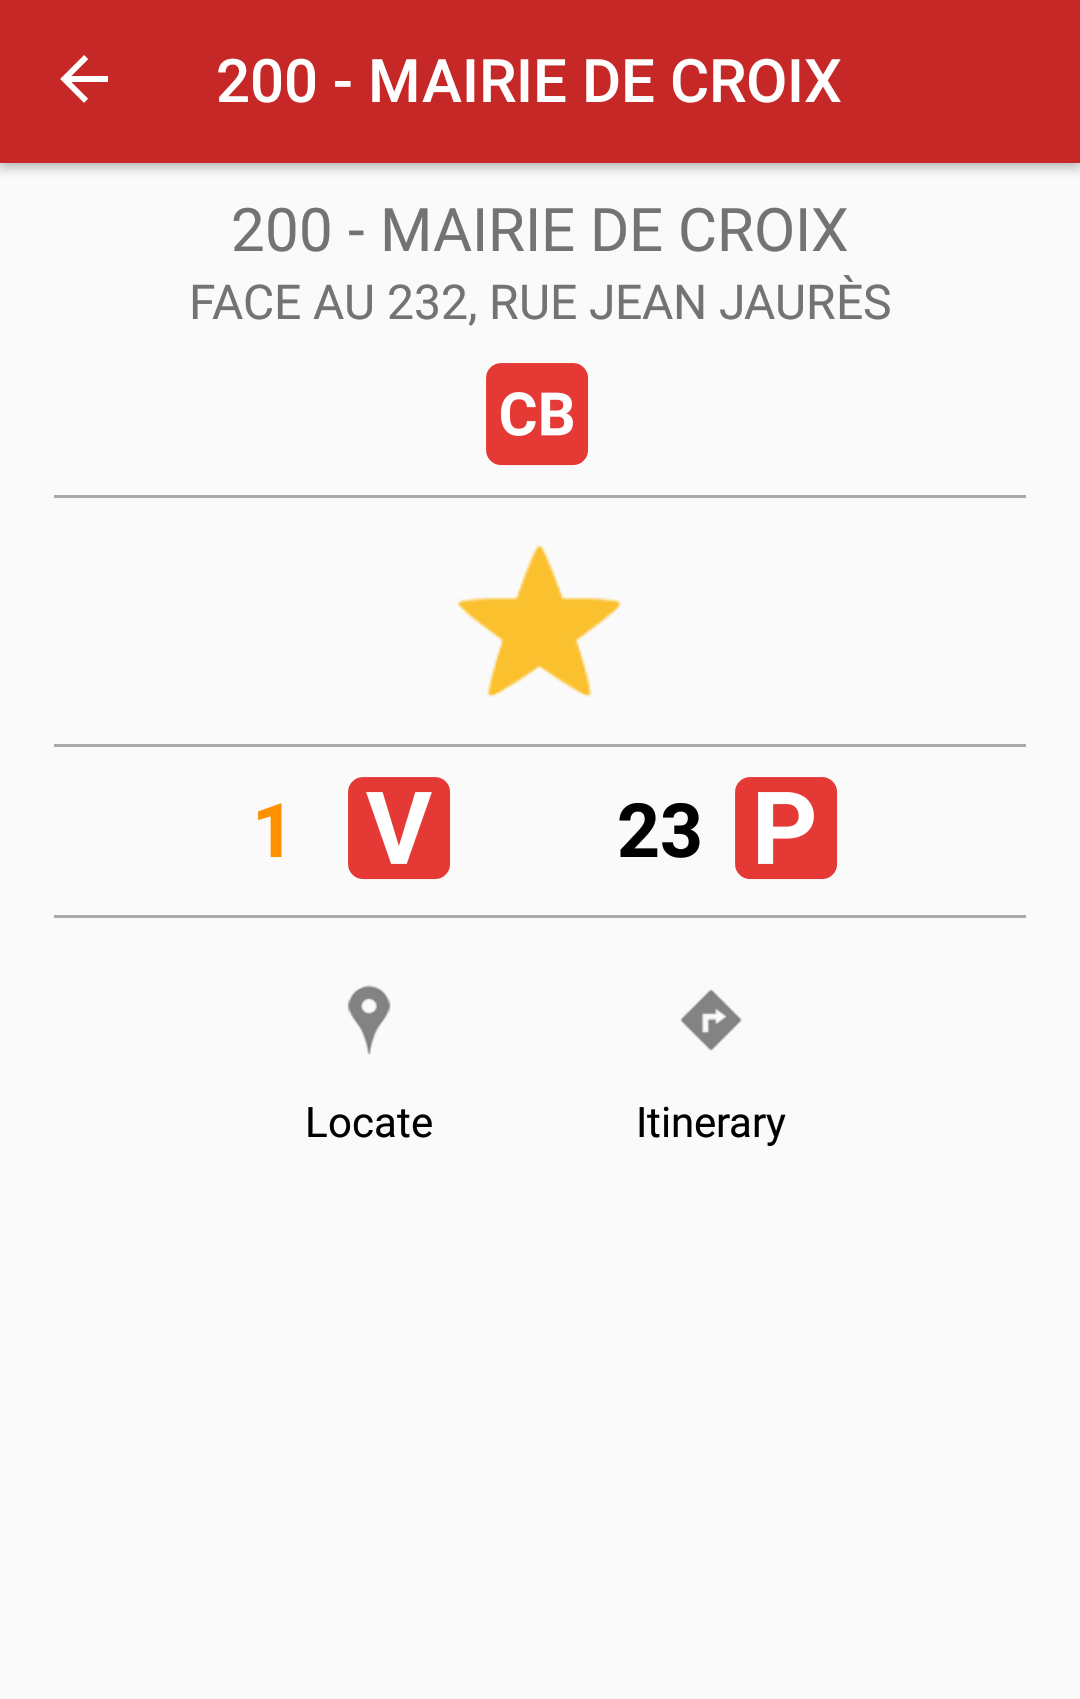 200 - MAIRIE DE CROIX
200 - MAIRIE DE CROIX
FACE AU 232, RUE JEAN JAURÈS
CB
1 V 23 P
Locate Itinerary